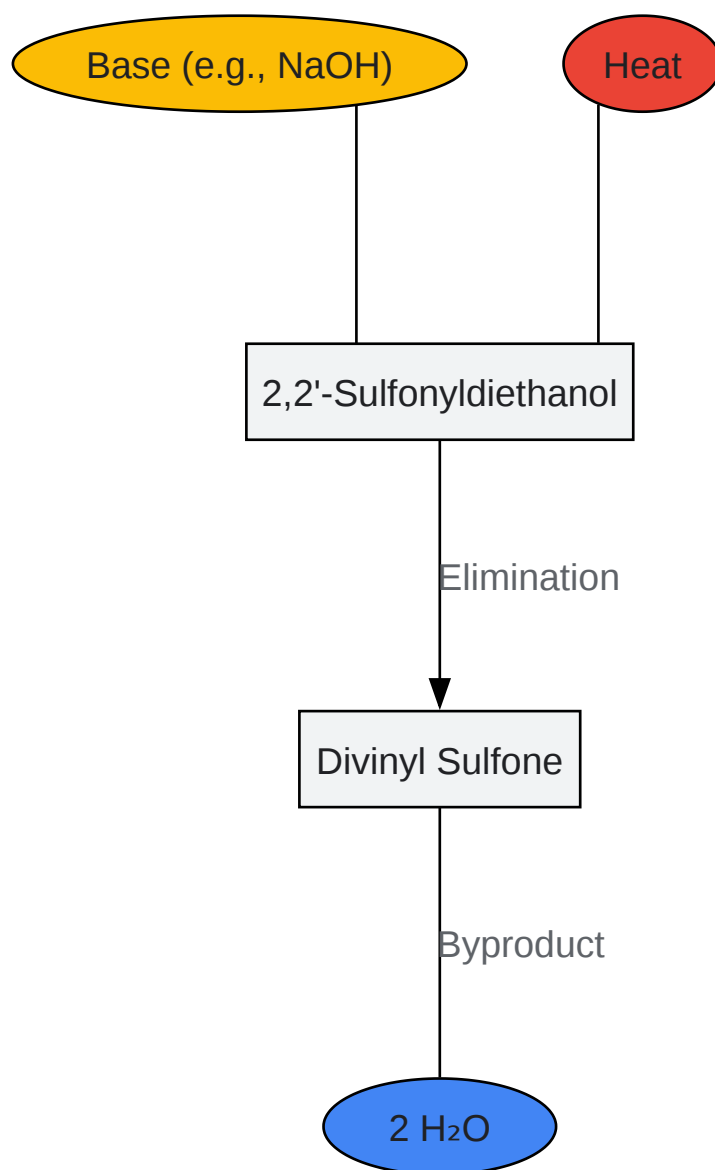 Base (e.g., NaOH)
Heat
2,2'-Sulfonyldiethanol
Elimination
Divinyl Sulfone
Byproduct
2 H₂O